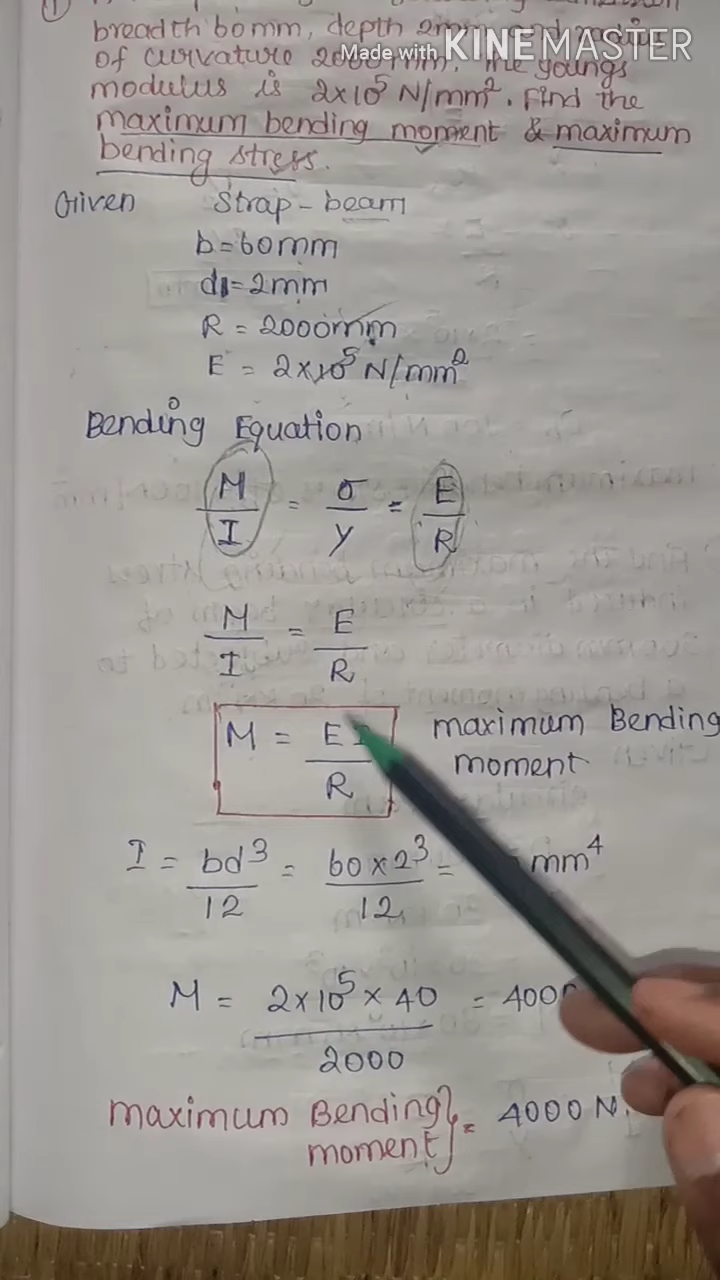 ①
breadth 60mm, depth 2mm and radius
of curvature 2000mm. The youngs
Made with KINEMASTER
modulus is 2×10⁵ N/mm². Find the
maximum bending moment & maximum
bending stress.
Given Strap-beam
b=60mm
d=2mm
R = 2000mm
E = 2×10⁵ N/mm²
Bending Equation
M/I = σ/y = E/R
M/I = E/R
M = EI/R maximum Bending
moment
I = bd³/12 = 60×2³/12 = mm⁴
M = 2×10⁵×40/2000 = 400
maximum Bending
moment} = 4000 N.